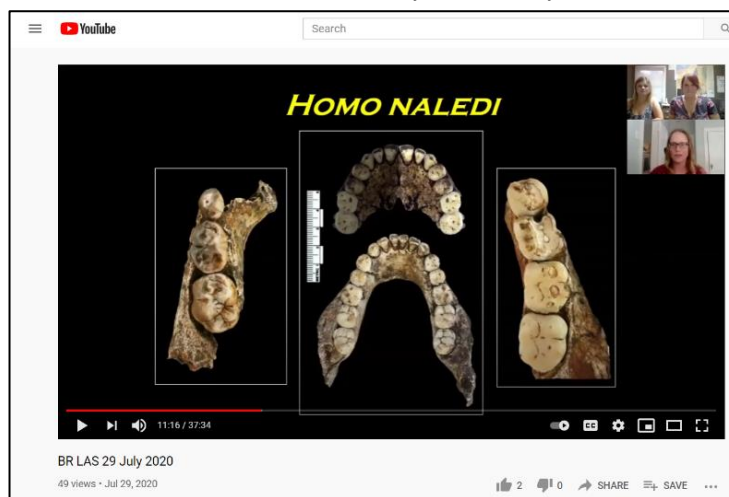 YouTube
Search
HOMO NALEDI
11:16 / 37:34
CC
BR LAS 29 July 2020
49 views • Jul 29, 2020
2
0
SHARE
SAVE